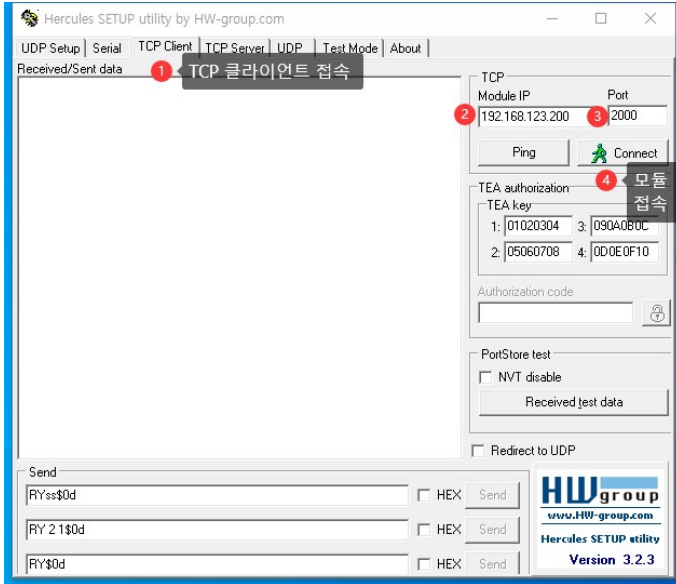 Hercules SETUP utility by HW-group.com
UDP Setup Serial TCP Client TCP Server UDP Test Mode About
Received/Sent data
1 TCP 클라이언트 접속
TCP
Module IP Port
2 192.168.123.200 3 2000
Ping Connect
4 모듈
접속
TEA authorization
TEA key
1: 01020304 3: 090A0B0C
2: 05060708 4: 0D0E0F10
Authorization code
PortStore test
NVT disable
Received test data
Redirect to UDP
Send
RYss$0d HEX Send
RY 2 1$0d HEX Send
RY$0d HEX Send
HWgroup
www.HW-group.com
Hercules SETUP utility
Version 3.2.3